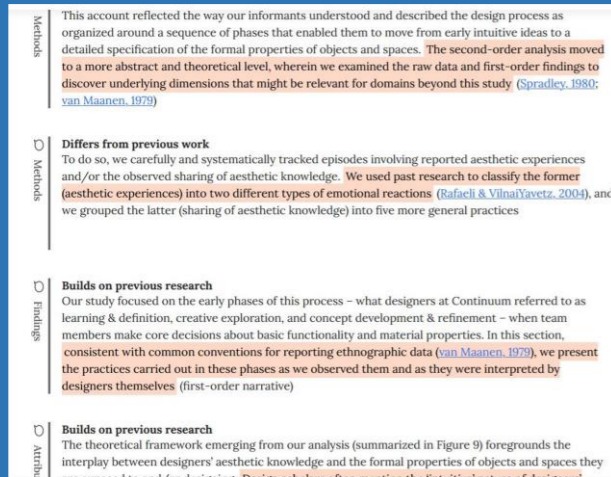 Methods
This account reflected the way our informants understood and described the design process as
organized around a sequence of phases that enabled them to move from early intuitive ideas to a
detailed specification of the formal properties of objects and spaces. The second-order analysis moved
to a more abstract and theoretical level, wherein we examined the raw data and first-order findings to
discover underlying dimensions that might be relevant for domains beyond this study (Spradley, 1980;
van Maanen, 1979)
Methods
Differs from previous work
To do so, we carefully and systematically tracked episodes involving reported aesthetic experiences
and/or the observed sharing of aesthetic knowledge. We used past research to classify the former
(aesthetic experiences) into two different types of emotional reactions (Rafaeli & VilnaiYavetz, 2004), and
we grouped the latter (sharing of aesthetic knowledge) into five more general practices
Findings
Builds on previous research
Our study focused on the early phases of this process – what designers at Continuum referred to as
learning & definition, creative exploration, and concept development & refinement – when team
members make core decisions about basic functionality and material properties. In this section,
consistent with common conventions for reporting ethnographic data (van Maanen, 1979), we present
the practices carried out in these phases as we observed them and as they were interpreted by
designers themselves (first-order narrative)
Attribu
Builds on previous research
The theoretical framework emerging from our analysis (summarized in Figure 9) foregrounds the
interplay between designers' aesthetic knowledge and the formal properties of objects and spaces they